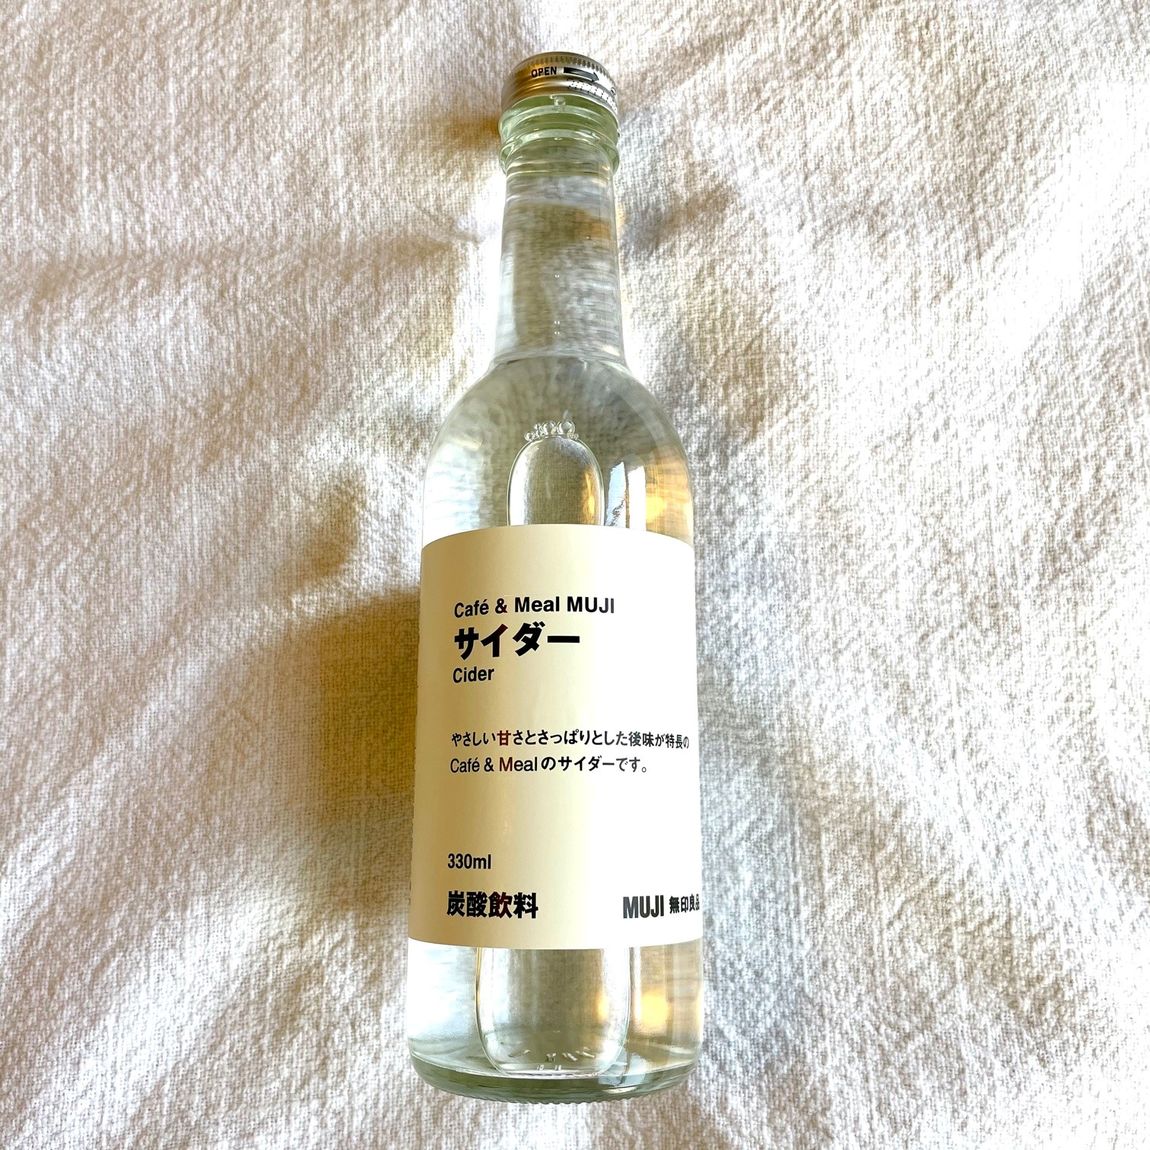 OPEN
Café & Meal MUJI
サイダー
Cider
やさしい甘さとさっぱりとした後味が特長の
Café & Mealのサイダーです。
330ml
炭酸飲料
MUJI 無印良品